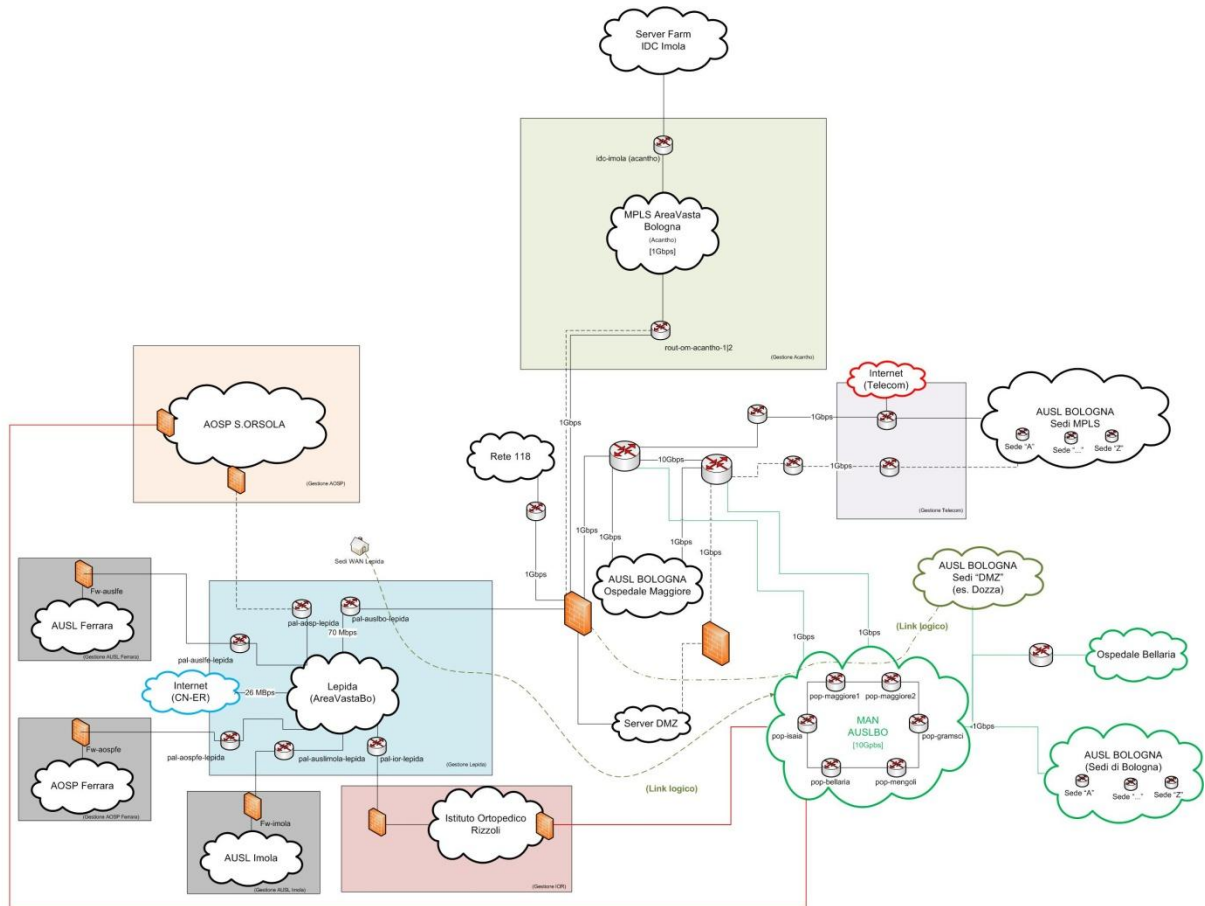 Server Farm
IDC Imola
idc-imola (acantho)
MPLS AreaVasta
Bologna
(Acantho)
[1Gbps]
rout-om-acantho-1|2
(Gestione Acantho)
1Gbps
AOSP S.ORSOLA
(Gestione AOSP)
Internet
(Telecom)
1Gbps
1Gbps
(Gestione Telecom)
AUSL BOLOGNA
Sedi MPLS
Sede "A"
Sede "..."
Sede "Z"
Rete 118
10Gbps
1Gbps
1Gbps
1Gbps
1Gbps
1Gbps
Sedi WAN Lepida
AUSL BOLOGNA
Ospedale Maggiore
AUSL BOLOGNA
Sedi "DMZ"
(es. Dozza)
(Link logico)
1Gbps
1Gbps
Fw-auslfe
AUSL Ferrara
(Gestione AUSL Ferrara)
pal-aosp-lepida
pal-auslbo-lepida
70 Mbps
pal-auslfe-lepida
Internet
(CN-ER)
26 MBps
Lepida
(AreaVastaBo)
pal-aospfe-lepida
pal-auslimola-lepida
pal-ior-lepida
(Gestione Lepida)
Server DMZ
(Link logico)
pop-maggiore1
pop-maggiore2
pop-isaia
MAN
AUSLBO
[10Gpbs]
pop-gramsci
pop-bellaria
pop-mengoli
Ospedale Bellaria
1Gbps
AUSL BOLOGNA
(Sedi di Bologna)
Sede "A"
Sede "..."
Sede "Z"
Fw-aospfe
AOSP Ferrara
(Gestione AOSP Ferrara)
Fw-imola
AUSL Imola
(Gestione AUSL Imola)
Istituto Ortopedico
Rizzoli
(Gestione IOR)